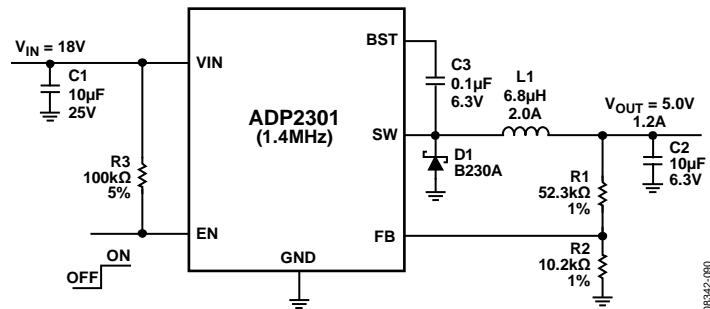 V_IN = 18V
C1
10µF
25V
R3
100kΩ
5%
OFF
ON
VIN
EN
ADP2301
(1.4MHz)
GND
BST
SW
FB
C3
0.1µF
6.3V
L1
6.8µH
2.0A
D1
B230A
V_OUT = 5.0V
1.2A
C2
10µF
6.3V
R1
52.3kΩ
1%
R2
10.2kΩ
1%
08342-090